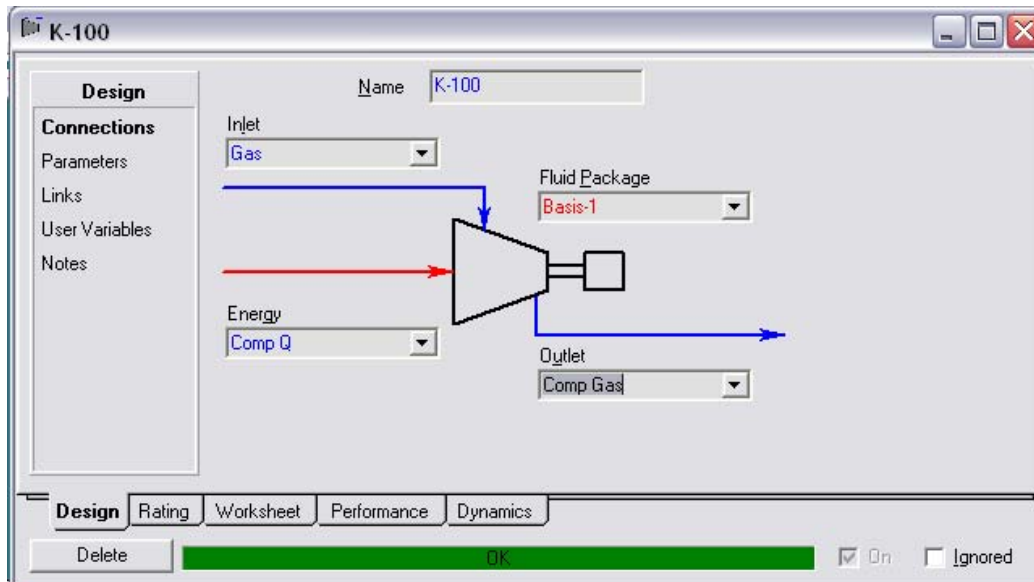 K-100
Design
Connections
Parameters
Links
User Variables
Notes
Name K-100
Inlet
Gas
Fluid Package
Basis-1
Energy
Comp Q
Outlet
Comp Gas
Design Rating Worksheet Performance Dynamics
Delete OK On Ignored